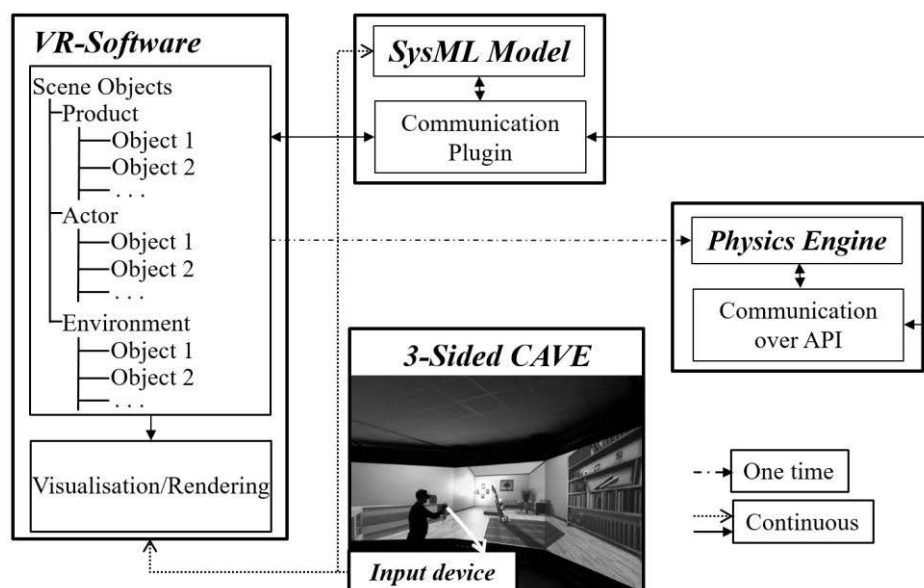 VR-Software
Scene Objects
Product
Object 1
Object 2
. . .
Actor
Object 1
Object 2
. . .
Environment
Object 1
Object 2
. . .
Visualisation/Rendering
SysML Model
Communication
Plugin
Physics Engine
Communication
over API
3-Sided CAVE
Input device
One time
Continuous